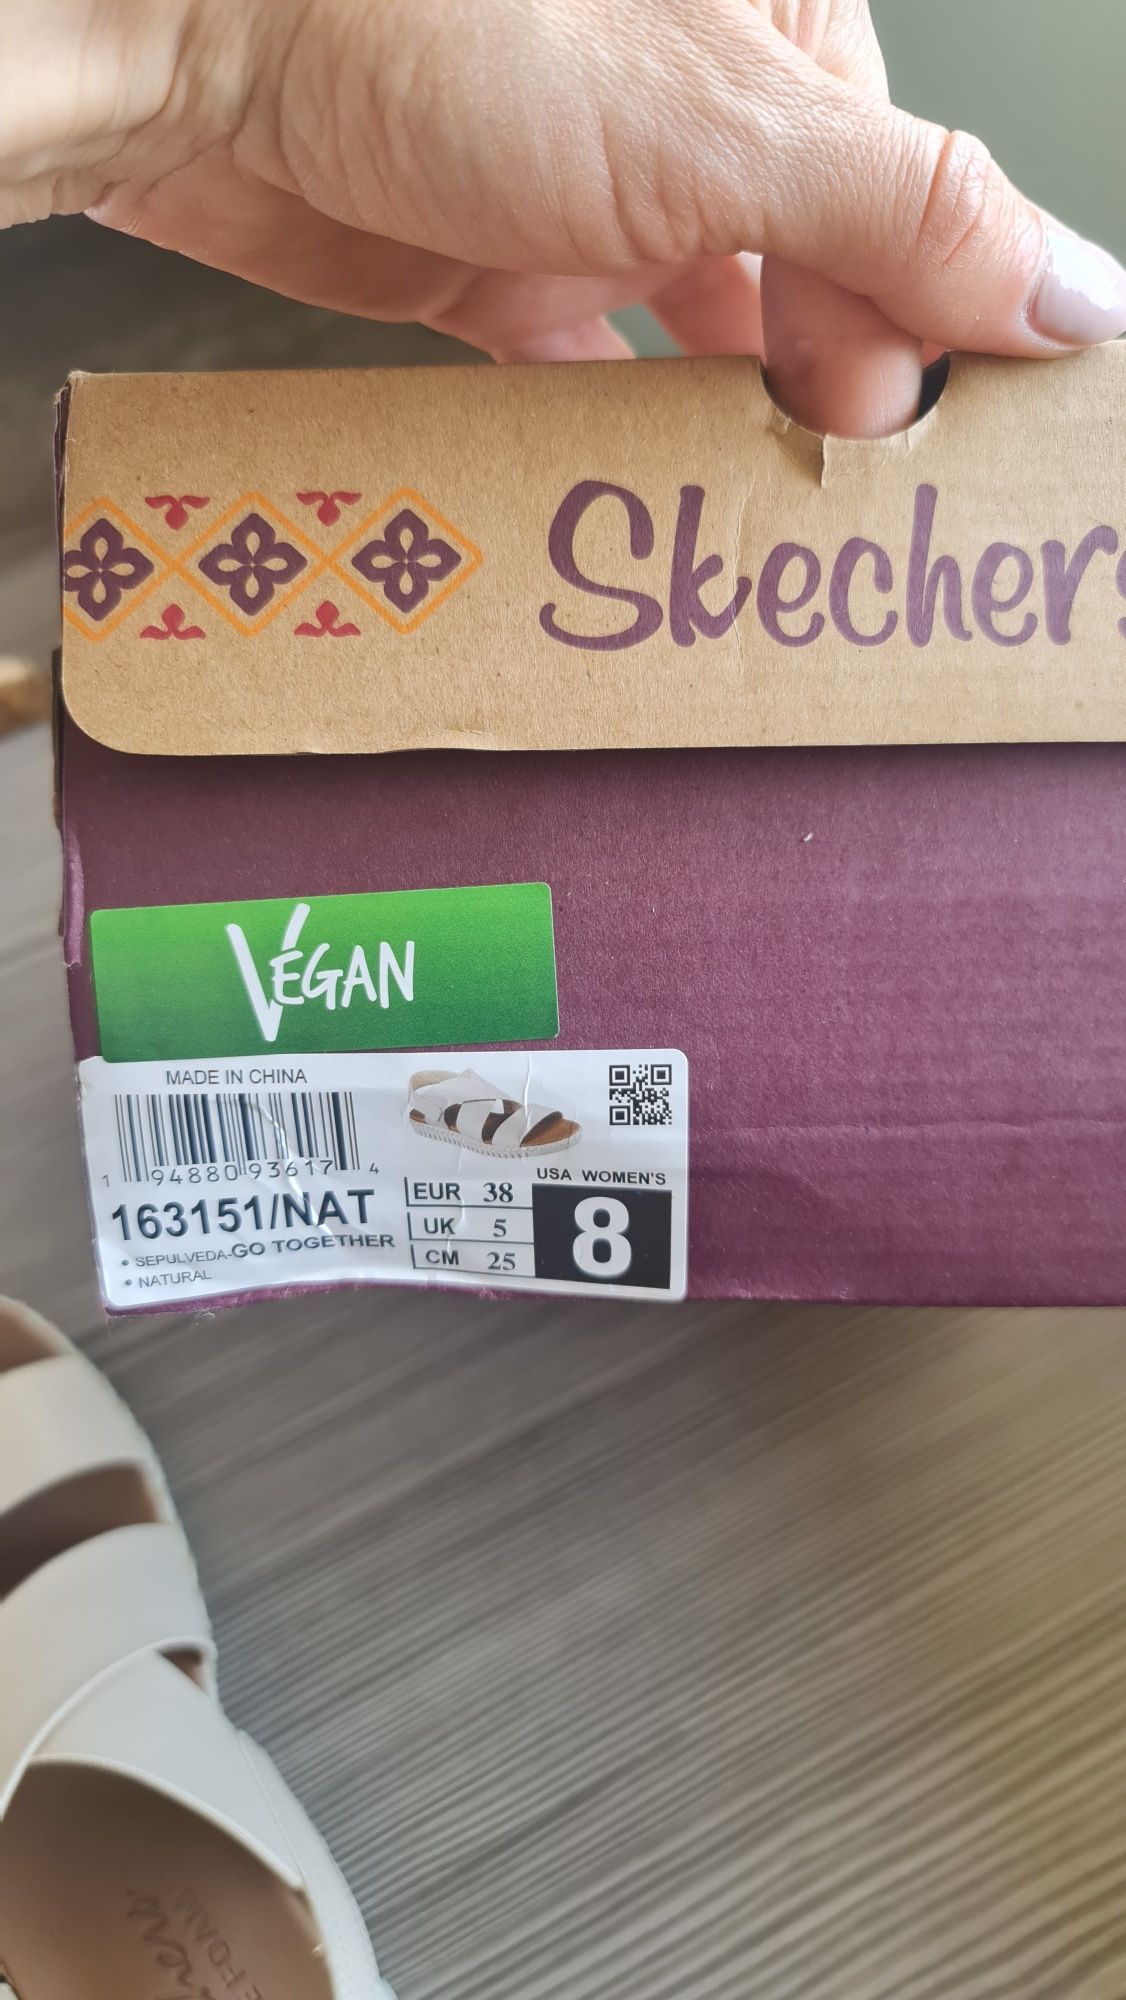 Skechers
VEGAN
MADE IN CHINA
1 94880 93617 4
163151/NAT
• SEPULVEDA-GO TOGETHER
• NATURAL
EUR 38
UK 5
CM 25
USA WOMEN'S
8